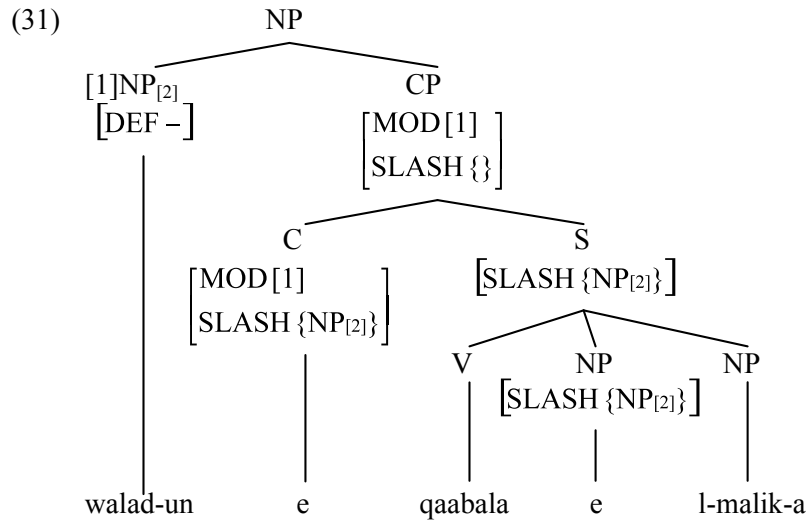 (31) NP
[1]NP[2] CP
[DEF –] [MOD [1]
SLASH {}]
C S
[MOD [1] [SLASH {NP[2]}]
SLASH {NP[2]}]
V NP NP
[SLASH {NP[2]}]
walad-un e qaabala e l-malik-a